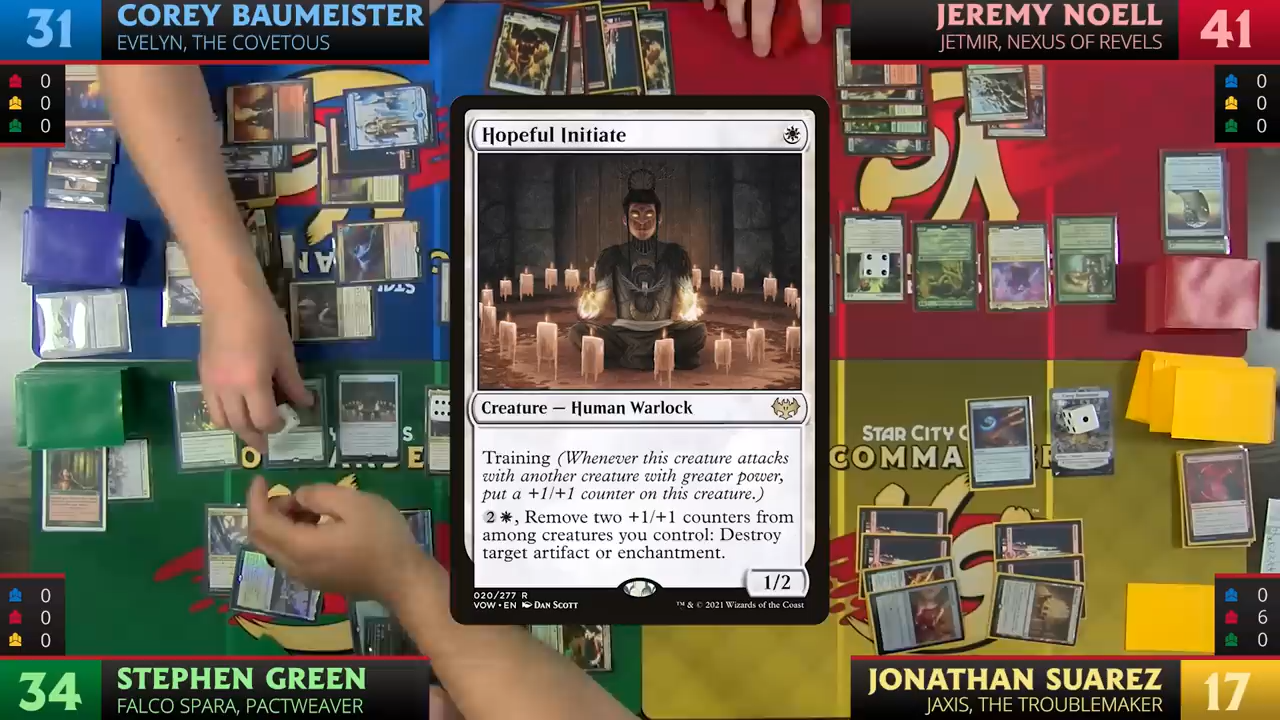 31
COREY BAUMEISTER
EVELYN, THE COVETOUS
0
0
0
JEREMY NOELL
JETMIR, NEXUS OF REVELS
41
0
0
0
Hopeful Initiate
Creature — Human Warlock
Training (Whenever this creature attacks
with another creature with greater power,
put a +1/+1 counter on this creature.)
2, Remove two +1/+1 counters from
among creatures you control: Destroy
target artifact or enchantment.
1/2
020/277 R
VOW • EN DAN SCOTT
™ & © 2021 Wizards of the Coast
STAR CITY
COMMA
0
0
0
34
STEPHEN GREEN
FALCO SPARA, PACTWEAVER
0
6
0
JONATHAN SUAREZ
JAXIS, THE TROUBLEMAKER
17